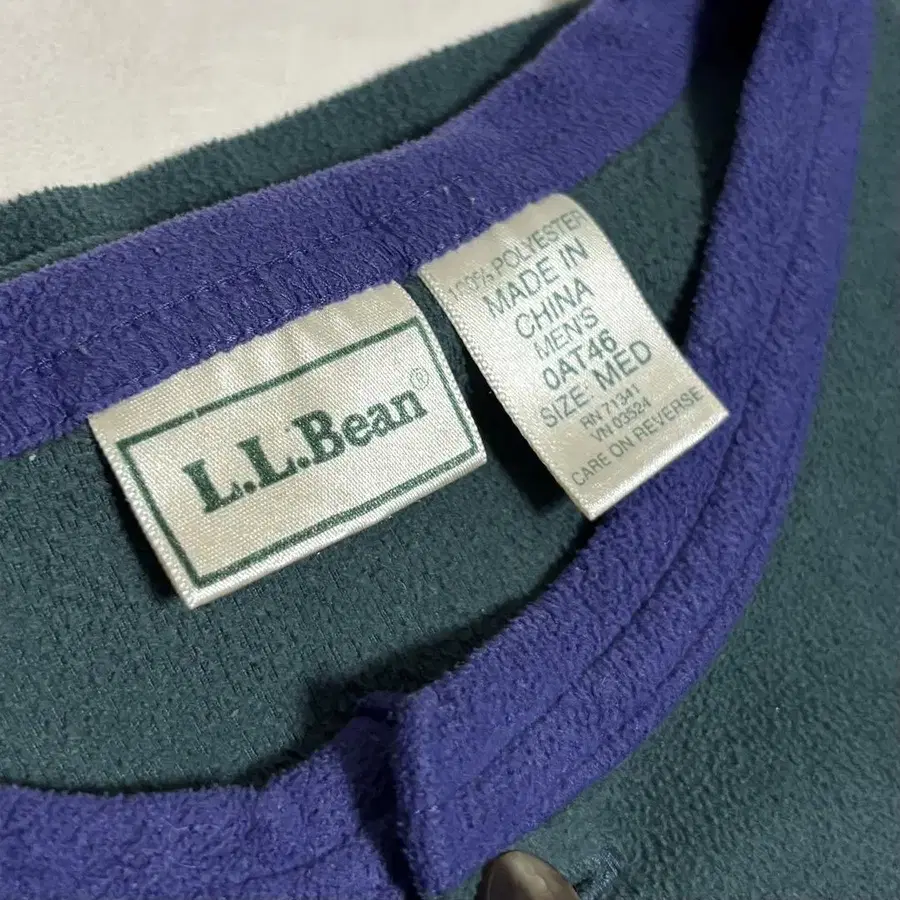 L.L.Bean®
100% POLYESTER
MADE IN
CHINA
MEN'S
0AT46
SIZE: MED
RN 71341
VN 03524
CARE ON REVERSE